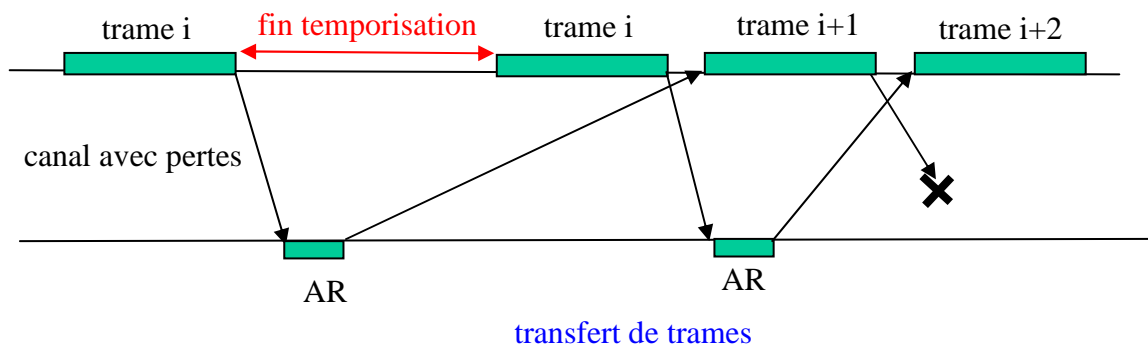 trame i
fin temporisation
trame i
trame i+1
trame i+2
canal avec pertes
AR
AR
transfert de trames